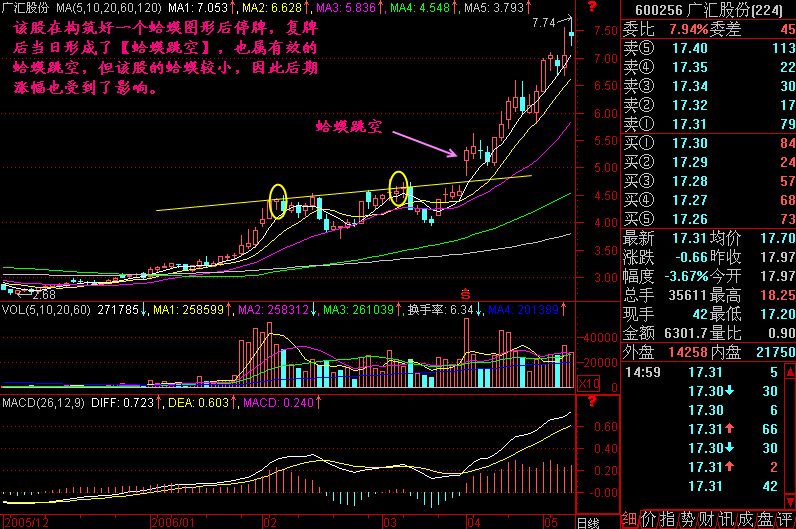 广汇股份 MA(5,10,20,60,120) MA1: 7.053↑, MA2: 6.628↑, MA3: 5.836↑, MA4: 4.548↑, MA5: 3.793↑
该股在构筑好一个蛤蟆图形后停牌，复牌
后当日形成了【蛤蟆跳空】，也属有效的
蛤蟆跳空，但该股的蛤蟆较小，因此后期
涨幅也受到了影响。
蛤蟆跳空
7.74
2.68
?
7.50
6.50
6.00
5.50
5.00
4.50
4.00
3.50
3.00
VOL(5,10,20,60) 271785↓, MA1: 258599↑, MA2: 258312↓, MA3: 261039↑, 换手率: 6.34↓, MA4: 201389↑
40000
20000
X10
MACD(26,12,9) DIFF: 0.723↑, DEA: 0.603↑, MACD: 0.240↑
?
0.60
0.40
0.20
-0.00
2005/12 2006/01 02 03 04 05 日线
600256 广汇股份(224)
委比 7.94% 委差 45
卖⑤ 17.40 113
卖④ 17.35 22
卖③ 17.34 30
卖② 17.32 17
卖① 17.31 79
买① 17.30 84
买② 17.29 24
买③ 17.28 57
买④ 17.27 68
买⑤ 17.26 73
最新 17.31 均价 17.70
涨跌 -0.66 昨收 17.97
幅度 -3.67% 今开 17.97
总手 35611 最高 18.25
现手 42 最低 17.20
金额 6301.7 量比 0.90
外盘 14258 内盘 21750
14:59 17.31 5
17.30↓ 30
17.30 6
17.31↑ 66
17.30↓ 30
17.31↑ 2
17.31 42
细价指势财讯成盘评